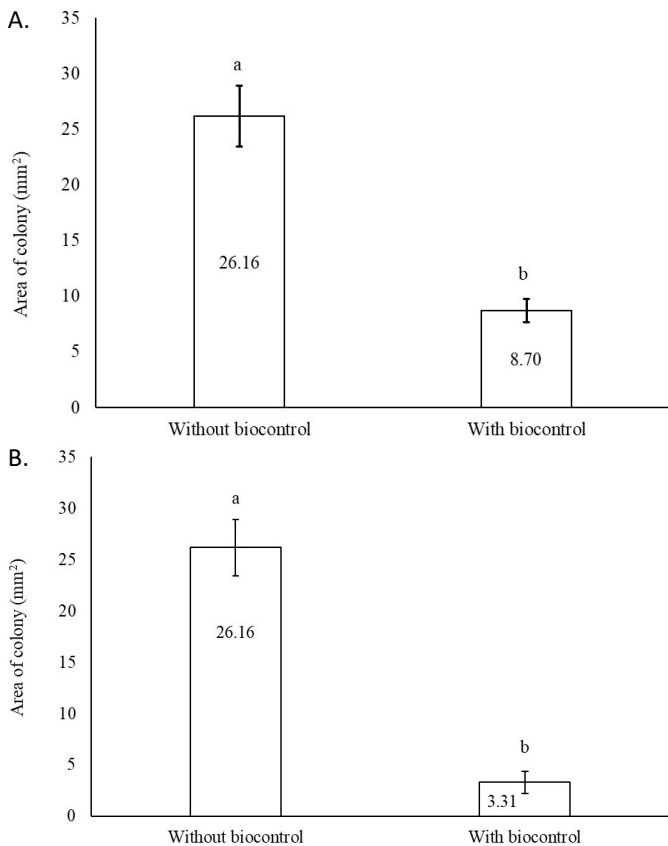 A.
Area of colony (mm²)
35
30
25
20
15
10
5
0
a
26.16
b
8.70
Without biocontrol
With biocontrol
B.
Area of colony (mm²)
35
30
25
20
15
10
5
0
a
26.16
b
3.31
Without biocontrol
With biocontrol